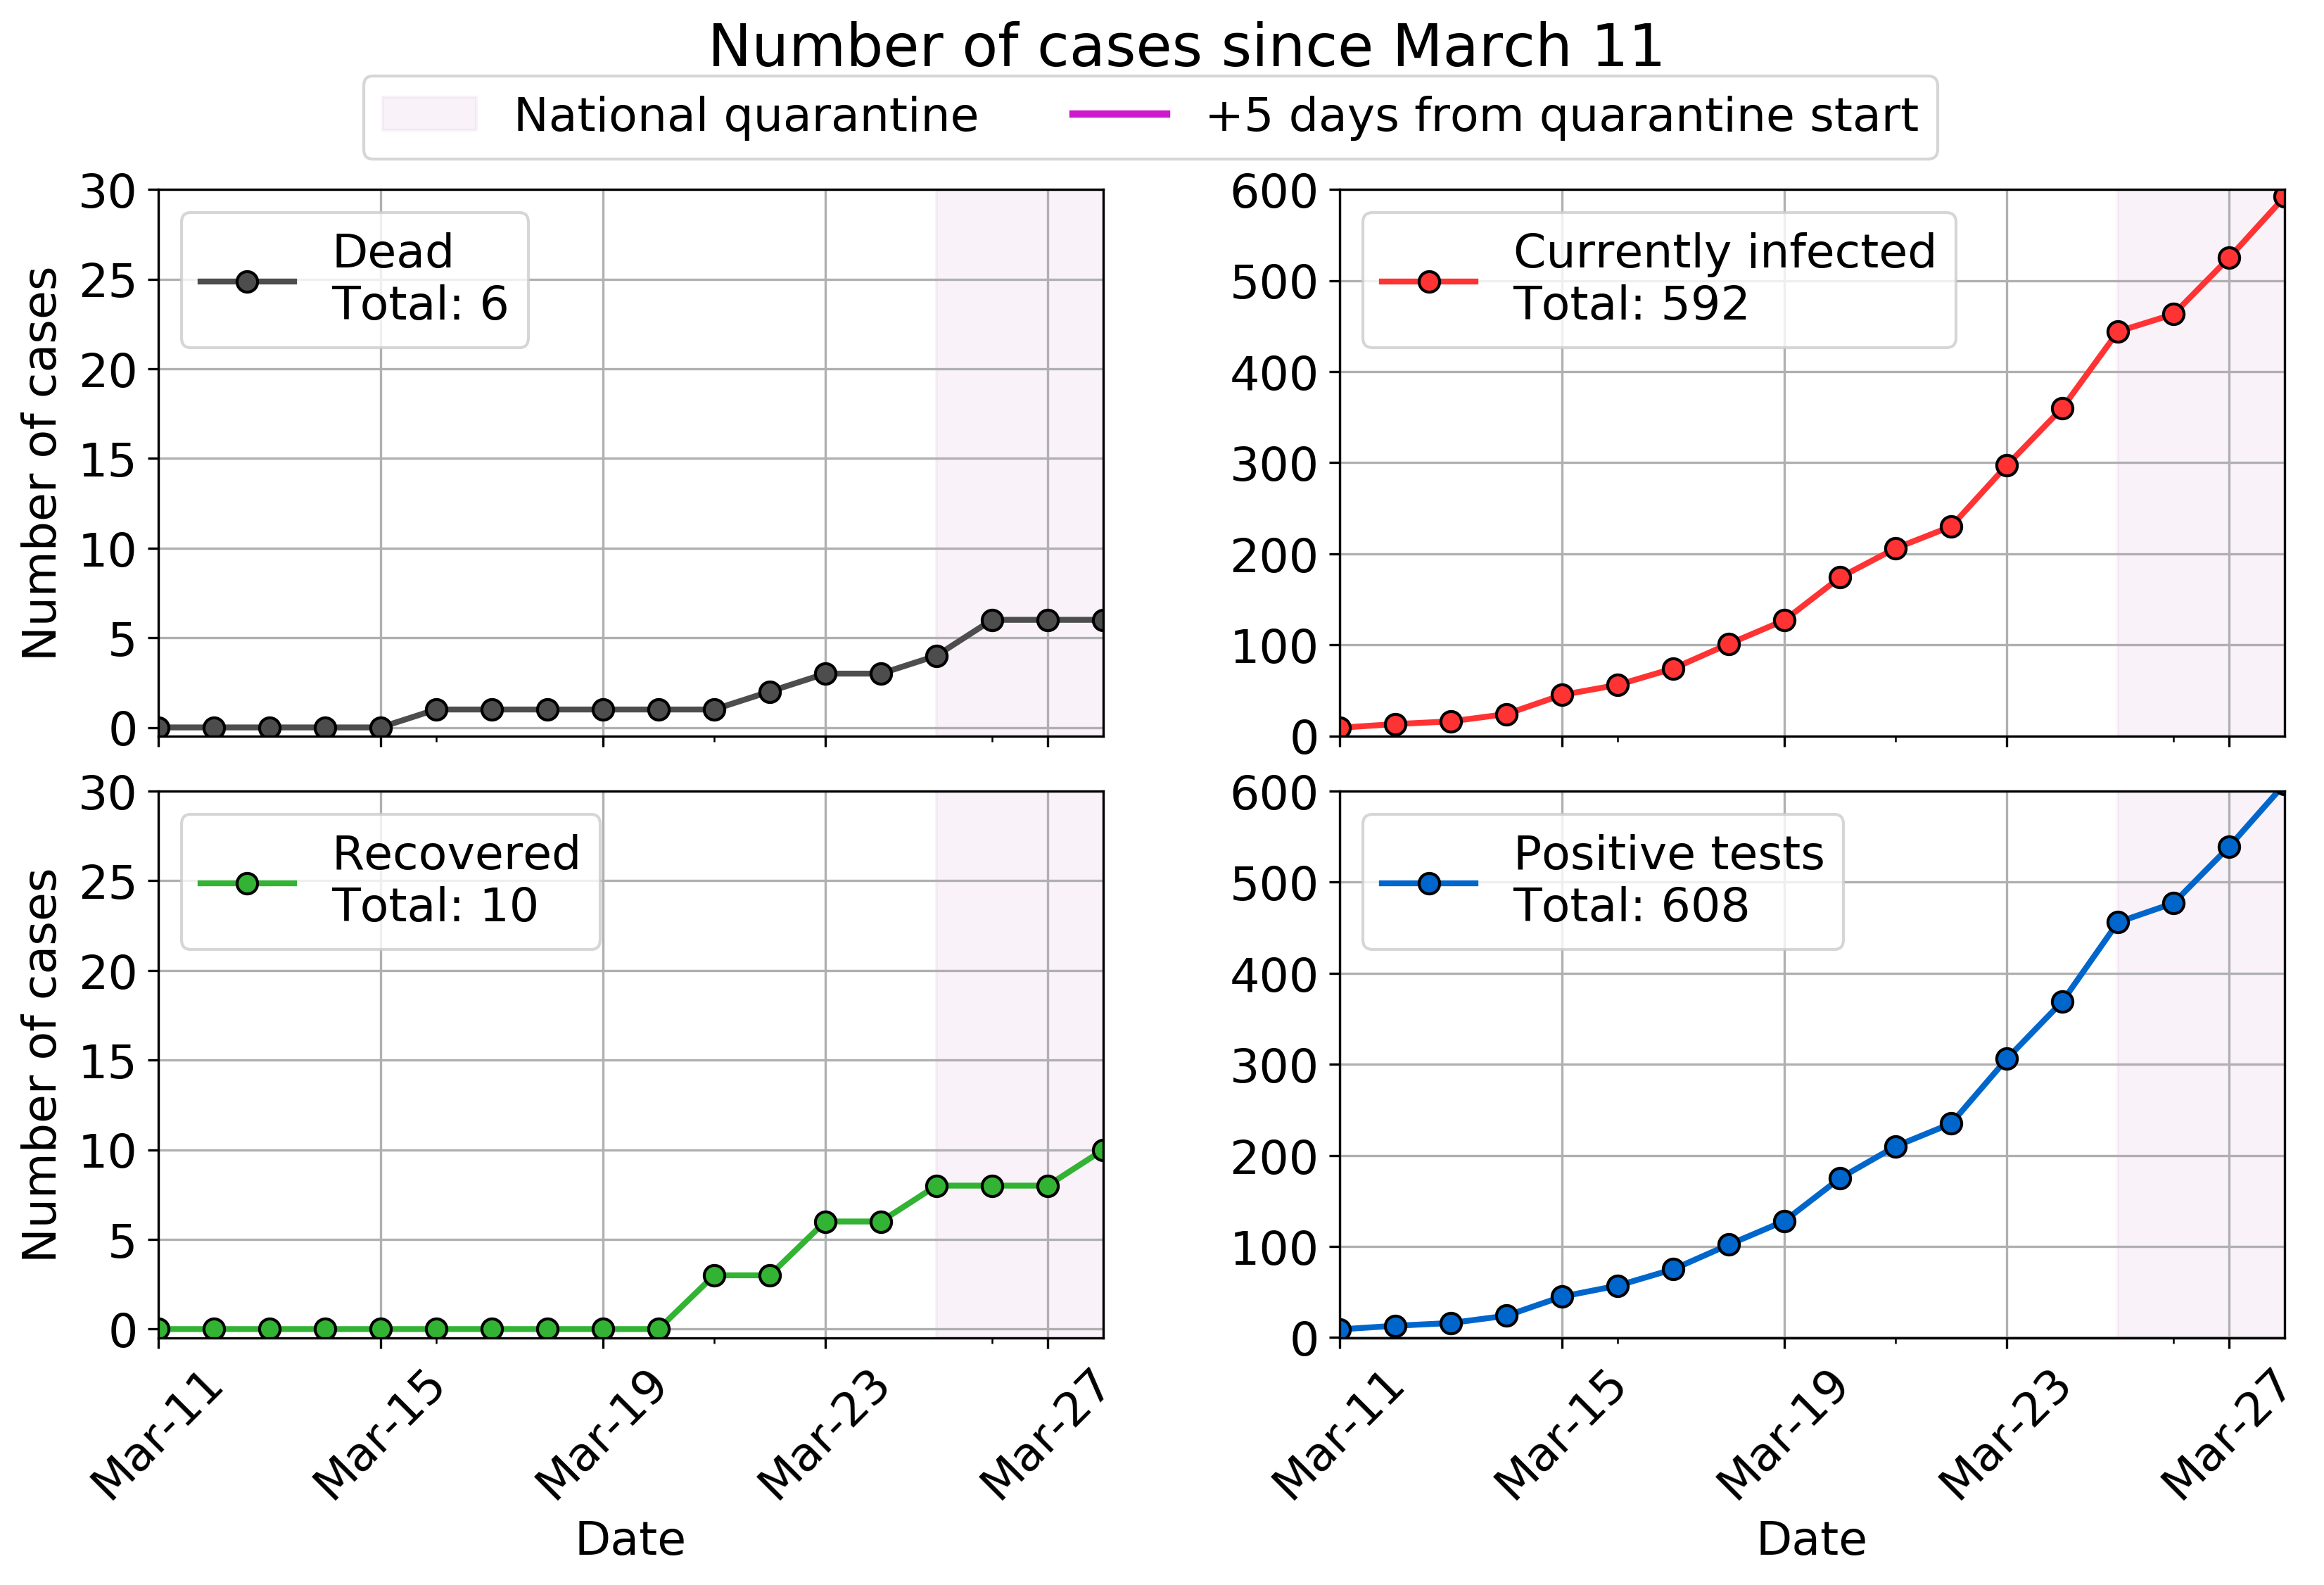 Number of cases since March 11
National quarantine
+5 days from quarantine start
30
25
20
15
10
5
0
Number of cases
Dead
Total: 6
600
500
400
300
200
100
0
Currently infected
Total: 592
30
25
20
15
10
5
0
Number of cases
Recovered
Total: 10
Mar-11
Mar-15
Mar-19
Mar-23
Mar-27
Date
600
500
400
300
200
100
0
Positive tests
Total: 608
Mar-11
Mar-15
Mar-19
Mar-23
Mar-27
Date